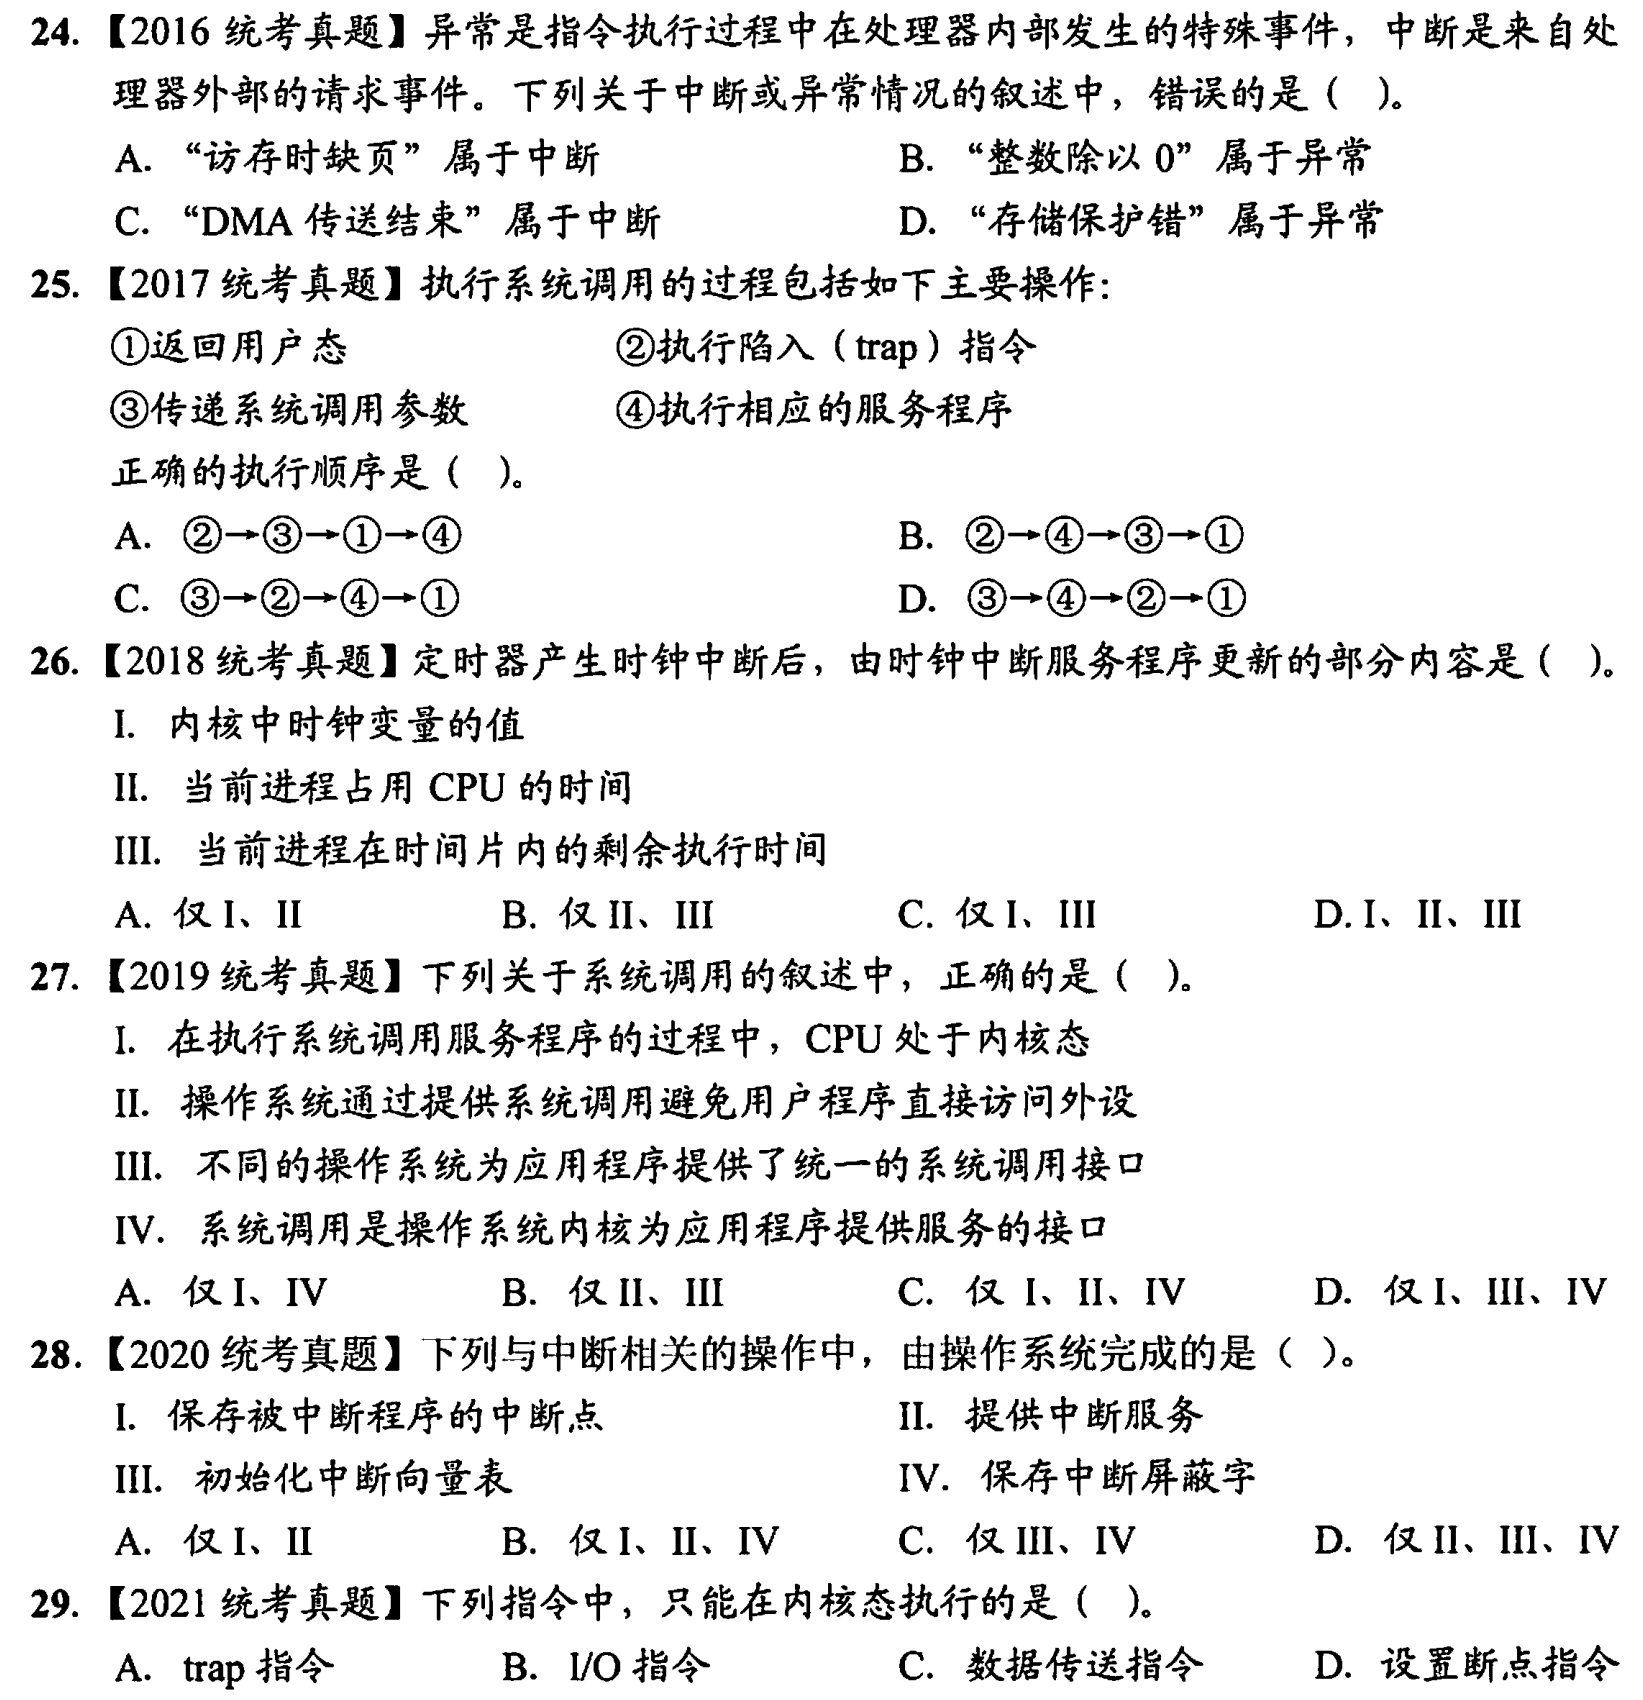 24. 【2016 统考真题】异常是指令执行过程中在处理器内部发生的特殊事件，中断是来自处
理器外部的请求事件。下列关于中断或异常情况的叙述中，错误的是（ ）。
A. “访存时缺页”属于中断 B. “整数除以 0”属于异常
C. “DMA 传送结束”属于中断 D. “存储保护错”属于异常
25. 【2017 统考真题】执行系统调用的过程包括如下主要操作：
①返回用户态 ②执行陷入（trap）指令
③传递系统调用参数 ④执行相应的服务程序
正确的执行顺序是（ ）。
A. ②→③→①→④ B. ②→④→③→①
C. ③→②→④→① D. ③→④→②→①
26. 【2018 统考真题】定时器产生时钟中断后，由时钟中断服务程序更新的部分内容是（ ）。
I. 内核中时钟变量的值
II. 当前进程占用 CPU 的时间
III. 当前进程在时间片内的剩余执行时间
A. 仅 I、II B. 仅 II、III C. 仅 I、III D. I、II、III
27. 【2019 统考真题】下列关于系统调用的叙述中，正确的是（ ）。
I. 在执行系统调用服务程序的过程中，CPU 处于内核态
II. 操作系统通过提供系统调用避免用户程序直接访问外设
III. 不同的操作系统为应用程序提供了统一的系统调用接口
IV. 系统调用是操作系统内核为应用程序提供服务的接口
A. 仅 I、IV B. 仅 II、III C. 仅 I、II、IV D. 仅 I、III、IV
28. 【2020 统考真题】下列与中断相关的操作中，由操作系统完成的是（ ）。
I. 保存被中断程序的中断点 II. 提供中断服务
III. 初始化中断向量表 IV. 保存中断屏蔽字
A. 仅 I、II B. 仅 I、II、IV C. 仅 III、IV D. 仅 II、III、IV
29. 【2021 统考真题】下列指令中，只能在内核态执行的是（ ）。
A. trap 指令 B. I/O 指令 C. 数据传送指令 D. 设置断点指令